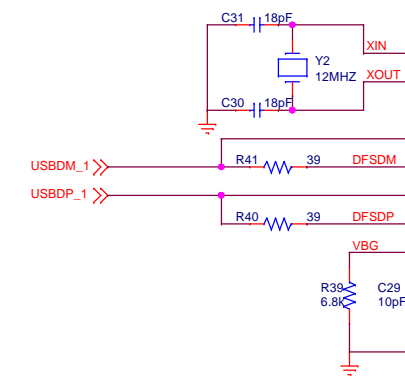 C31 18pF
XIN
Y2
12MHZ
XOUT
C30 18pF
USBDM_1
R41 39 DFSDM
USBDP_1
R40 39 DFSDP
VBG
R39 C29
6.8K 10pF